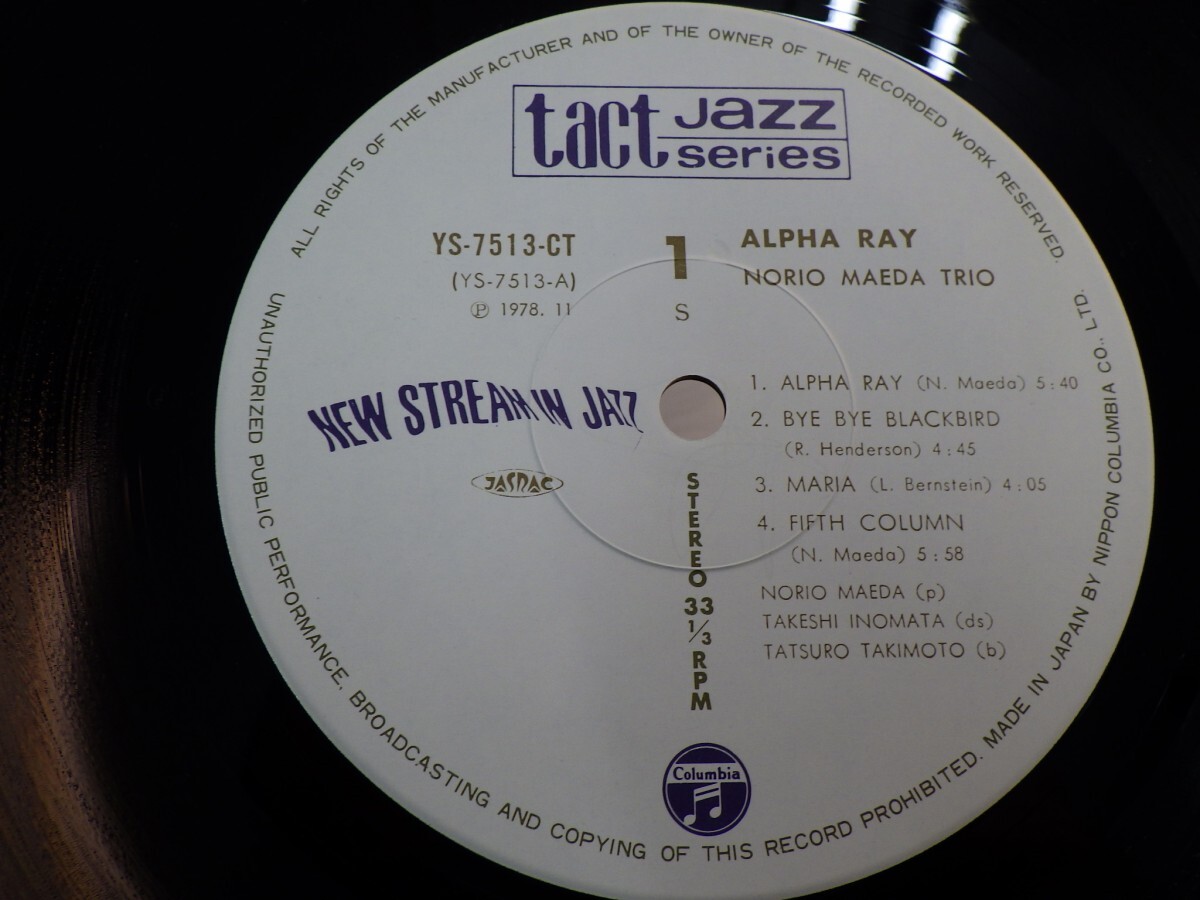 ALL RIGHTS OF THE MANUFACTURER AND OF THE OWNER OF THE RECORDED WORK RESERVED.
tact Jazz
series
YS-7513-CT
(YS-7513-A)
Ⓟ 1978. 11
1
S
ALPHA RAY
NORIO MAEDA TRIO
NEW STREAM IN JAZZ
JASRAC
1. ALPHA RAY (N. Maeda) 5:40
2. BYE BYE BLACKBIRD
(R. Henderson) 4:45
3. MARIA (L. Bernstein) 4:05
4. FIFTH COLUMN
(N. Maeda) 5:58
NORIO MAEDA (p)
TAKESHI INOMATA (ds)
TATSURO TAKIMOTO (b)
STEREO 33 1/3 RPM
Columbia
UNAUTHORIZED PUBLIC PERFORMANCE, BROADCASTING AND COPYING OF THIS RECORD PROHIBITED. MADE IN JAPAN BY NIPPON COLUMBIA CO., LTD.